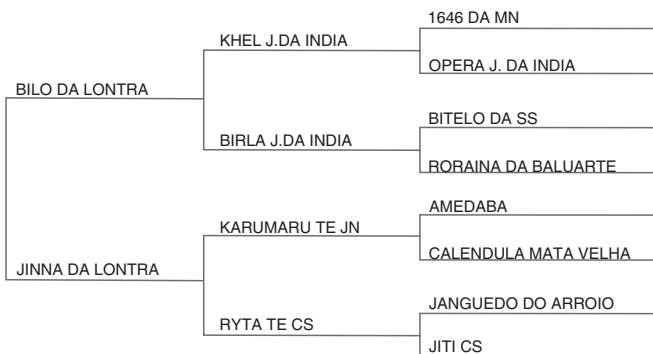 1646 DA MN
KHEL J.DA INDIA
OPERA J. DA INDIA
BILO DA LONTRA
BITELO DA SS
BIRLA J.DA INDIA
RORAINA DA BALUARTE
AMEDABA
KARUMARU TE JN
CALENDULA MATA VELHA
JINNA DA LONTRA
JANGUEDO DO ARROIO
RYTA TE CS
JITI CS